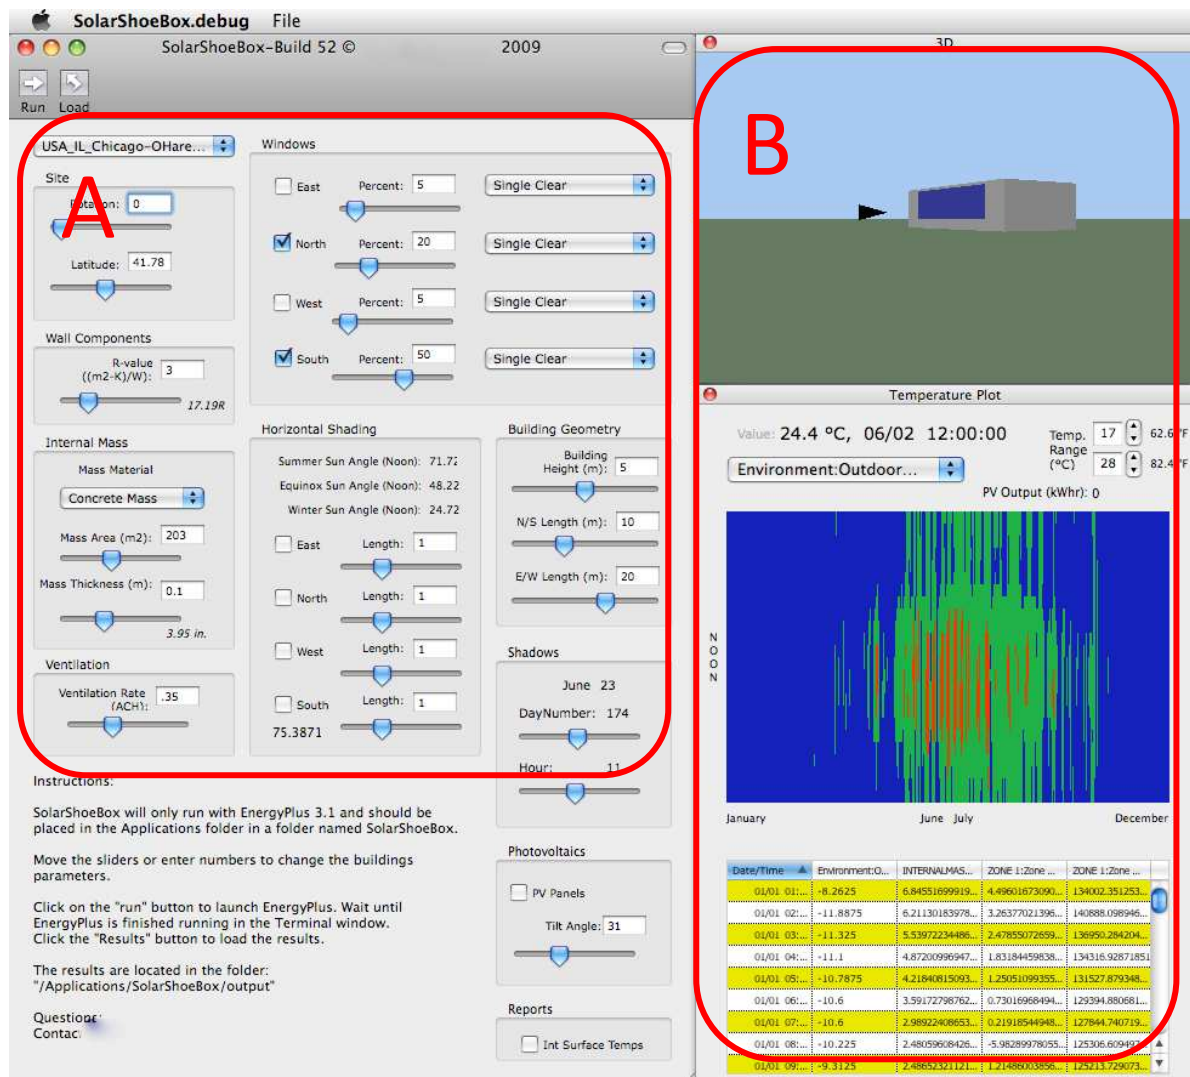 SolarShoeBox.debug File
SolarShoeBox-Build 52 © 2009
Run Load
A
USA_IL_Chicago-OHare...
Site
Rotation: 0
Latitude: 41.78
Wall Components
R-value
((m2-K)/W): 3
17.19R
Internal Mass
Mass Material
Concrete Mass
Mass Area (m2): 203
Mass Thickness (m): 0.1
3.95 in.
Ventilation
Ventilation Rate
(ACH): .35
Windows
East Percent: 5 Single Clear
North Percent: 20 Single Clear
West Percent: 5 Single Clear
South Percent: 50 Single Clear
Horizontal Shading
Summer Sun Angle (Noon): 71.72
Equinox Sun Angle (Noon): 48.22
Winter Sun Angle (Noon): 24.72
East Length: 1
North Length: 1
West Length: 1
South Length: 1
75.3871
Building Geometry
Building
Height (m): 5
N/S Length (m): 10
E/W Length (m): 20
Shadows
June 23
DayNumber: 174
Hour: 11
Photovoltaics
PV Panels
Tilt Angle: 31
Reports
Int Surface Temps
Instructions:
SolarShoeBox will only run with EnergyPlus 3.1 and should be
placed in the Applications folder in a folder named SolarShoeBox.
Move the sliders or enter numbers to change the buildings
parameters.
Click on the "run" button to launch EnergyPlus. Wait until
EnergyPlus is finished running in the Terminal window.
Click the "Results" button to load the results.
The results are located in the folder:
"/Applications/SolarShoeBox/output"
3D
B
Temperature Plot
Value: 24.4 °C, 06/02 12:00:00
Temp.
Range
(°C)
17 62.6°F
28 82.4°F
Environment:Outdoor...
PV Output (kWhr): 0
NOON
January June July December
Date/Time Environment:O... INTERNALMAS... ZONE 1:Zone ... ZONE 1:Zone ...
01/01 01:... -8.2625 6.84551699919... 4.49601673090... 134002.351253...
01/01 02:... -11.8875 6.21130183978... 3.26377021396... 140888.098946...
01/01 03:... -11.325 5.53972234486... 2.47855072659... 136950.284204...
01/01 04:... -11.1 4.87200996947... 1.83184459838... 134316.92871851
01/01 05:... -10.7875 4.21840815093... 1.25051099355... 131527.879348...
01/01 06:... -10.6 3.59172798762... 0.73016968494... 129394.880681...
01/01 07:... -10.6 2.98922408653... 0.21918544948... 127844.740719...
01/01 08:... -10.225 2.48059608426... -5.98289978055... 125306.609497...
01/01 09:... -9.3125 2.48652321121... 1.21486003856... 125213.729073...